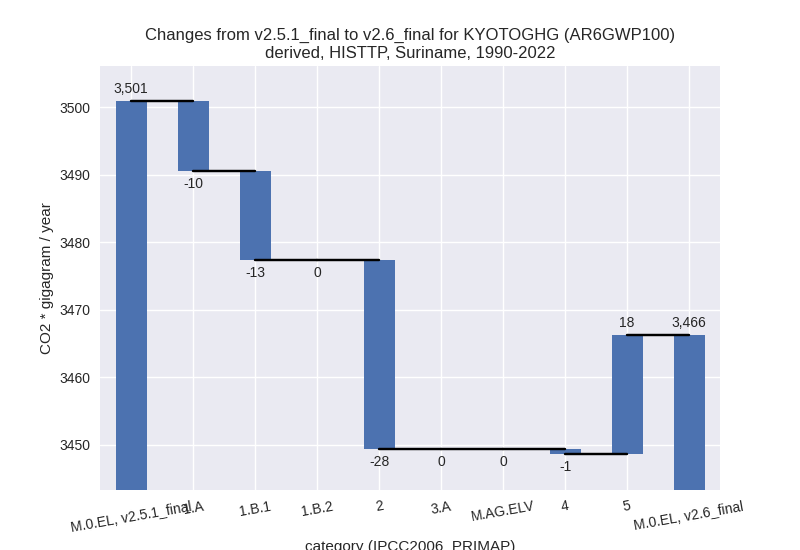 Changes from v2.5.1_final to v2.6_final for KYOTOGHG (AR6GWP100)
derived, HISTTP, Suriname, 1990-2022
CO2 * gigagram / year
3500
3490
3480
3470
3460
3450
3,501
-10
-13
0
-28
0
0
-1
18
3,466
M.0.EL, v2.5.1_final
1.A
1.B.1
1.B.2
2
3.A
M.AG.ELV
4
5
M.0.EL, v2.6_final
category (IPCC2006_PRIMAP)